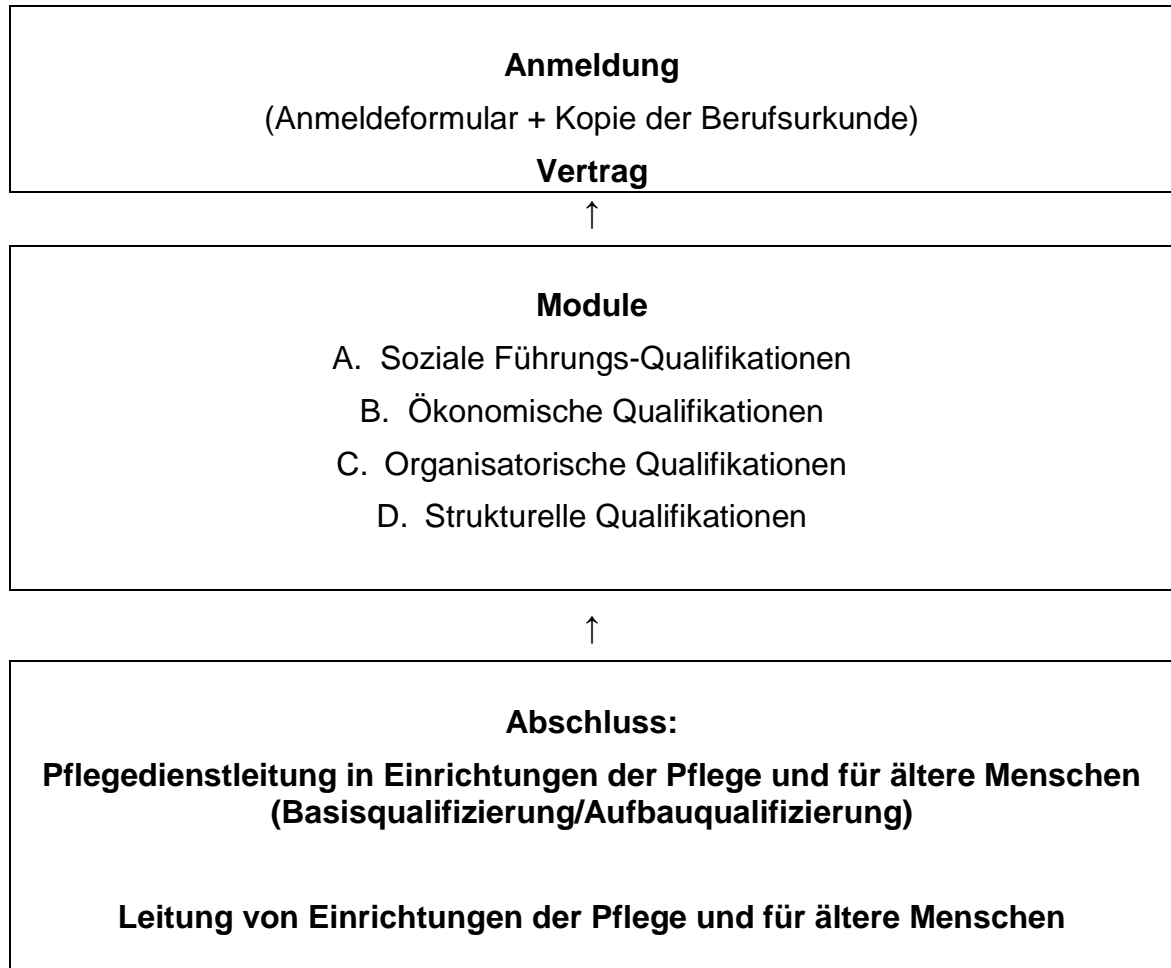 Anmeldung
(Anmeldeformular + Kopie der Berufsurkunde)
Vertrag
↑
Module
A. Soziale Führungs-Qualifikationen
B. Ökonomische Qualifikationen
C. Organisatorische Qualifikationen
D. Strukturelle Qualifikationen
↑
Abschluss:
Pflegedienstleitung in Einrichtungen der Pflege und für ältere Menschen
(Basisqualifizierung/Aufbauqualifizierung)
Leitung von Einrichtungen der Pflege und für ältere Menschen